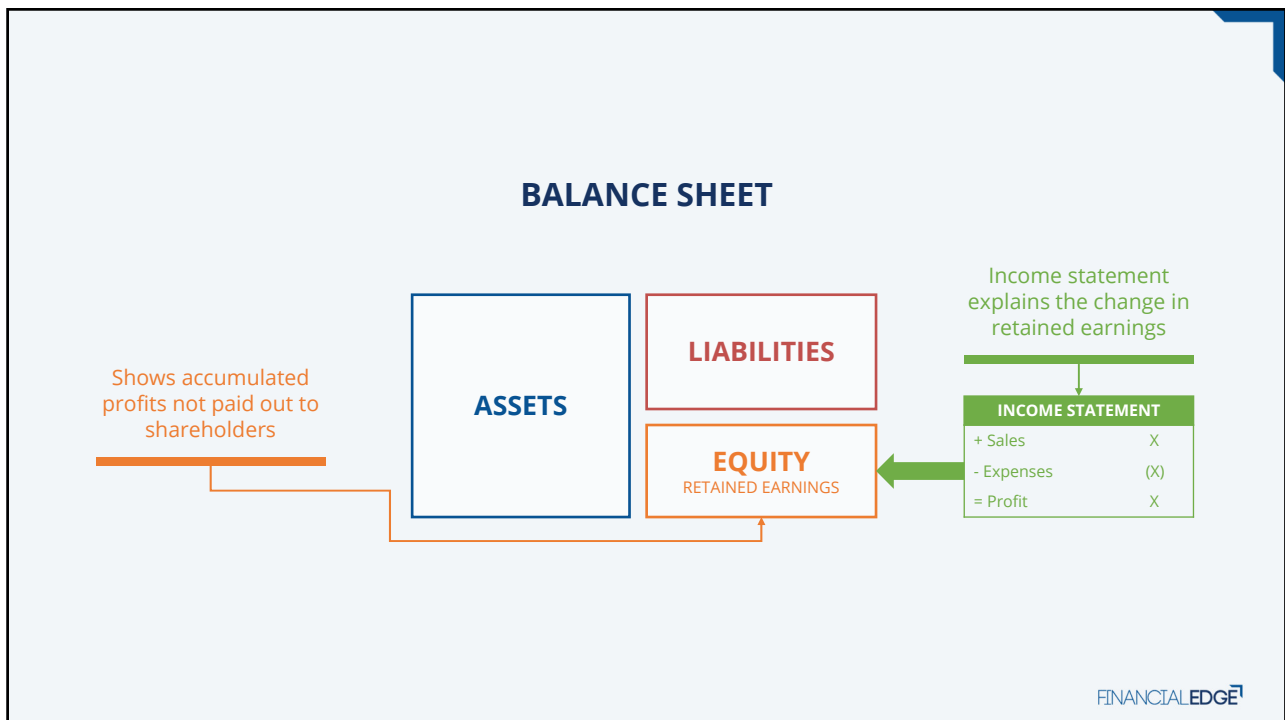 BALANCE SHEET
Shows accumulated
profits not paid out to
shareholders
ASSETS
LIABILITIES
EQUITY
RETAINED EARNINGS
Income statement
explains the change in
retained earnings
INCOME STATEMENT
+ Sales X
- Expenses (X)
= Profit X
FINANCIALEDGE